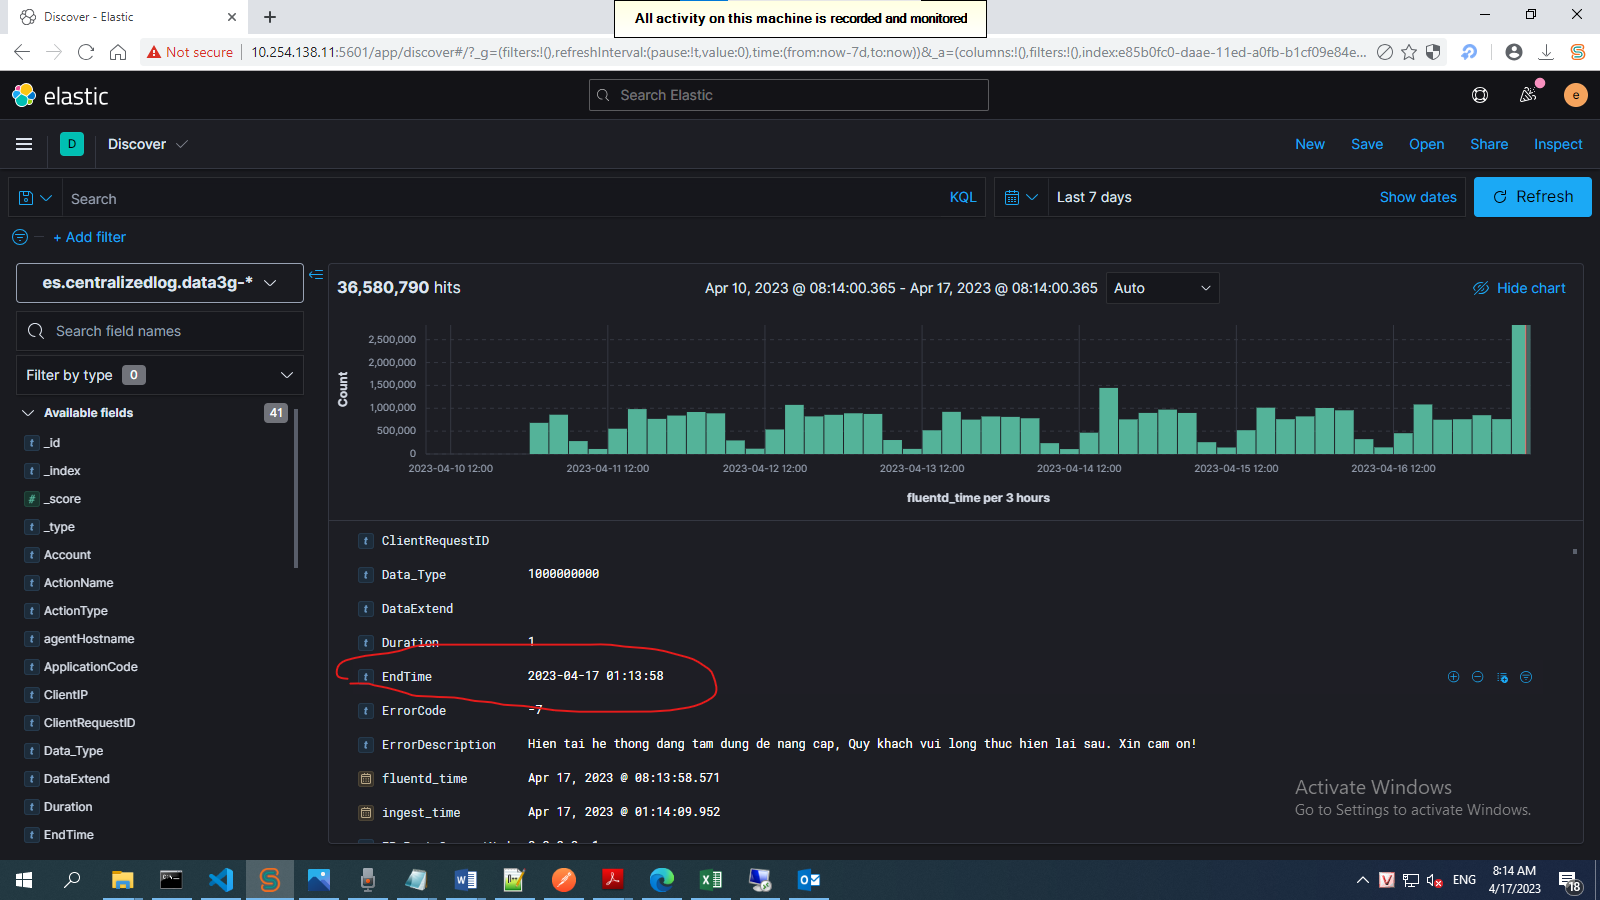 Discover - Elastic
All activity on this machine is recorded and monitored
Not secure
10.254.138.11:5601/app/discover#/?_g=(filters:!(),refreshInterval:(pause:!t,value:0),time:(from:now-7d,to:now))&_a=(columns:!(),filters:!(),index:e85b0fc0-daae-11ed-a0fb-b1cf09e84e...
elastic
Search Elastic
e
D
Discover
New
Save
Open
Share
Inspect
Search
KQL
Last 7 days
Show dates
Refresh
+ Add filter
es.centralizedlog.data3g-*
Search field names
Filter by type 0
Available fields 41
t _id
t _index
# _score
t _type
t Account
t ActionName
t ActionType
t agentHostname
t ApplicationCode
t ClientIP
t ClientRequestID
t Data_Type
t DataExtend
t Duration
t EndTime
36,580,790 hits
Apr 10, 2023 @ 08:14:00.365 - Apr 17, 2023 @ 08:14:00.365
Auto
Hide chart
Count
2,500,000
2,000,000
1,500,000
1,000,000
500,000
0
2023-04-10 12:00
2023-04-11 12:00
2023-04-12 12:00
2023-04-13 12:00
2023-04-14 12:00
2023-04-15 12:00
2023-04-16 12:00
fluentd_time per 3 hours
t ClientRequestID
t Data_Type 1000000000
t DataExtend
t Duration 1
t EndTime 2023-04-17 01:13:58
t ErrorCode -7
t ErrorDescription Hien tai he thong dang tam dung de nang cap, Quy khach vui long thuc hien lai sau. Xin cam on!
fluentd_time Apr 17, 2023 @ 08:13:58.571
ingest_time Apr 17, 2023 @ 01:14:09.952
Activate Windows
Go to Settings to activate Windows.
ENG
8:14 AM
4/17/2023
18